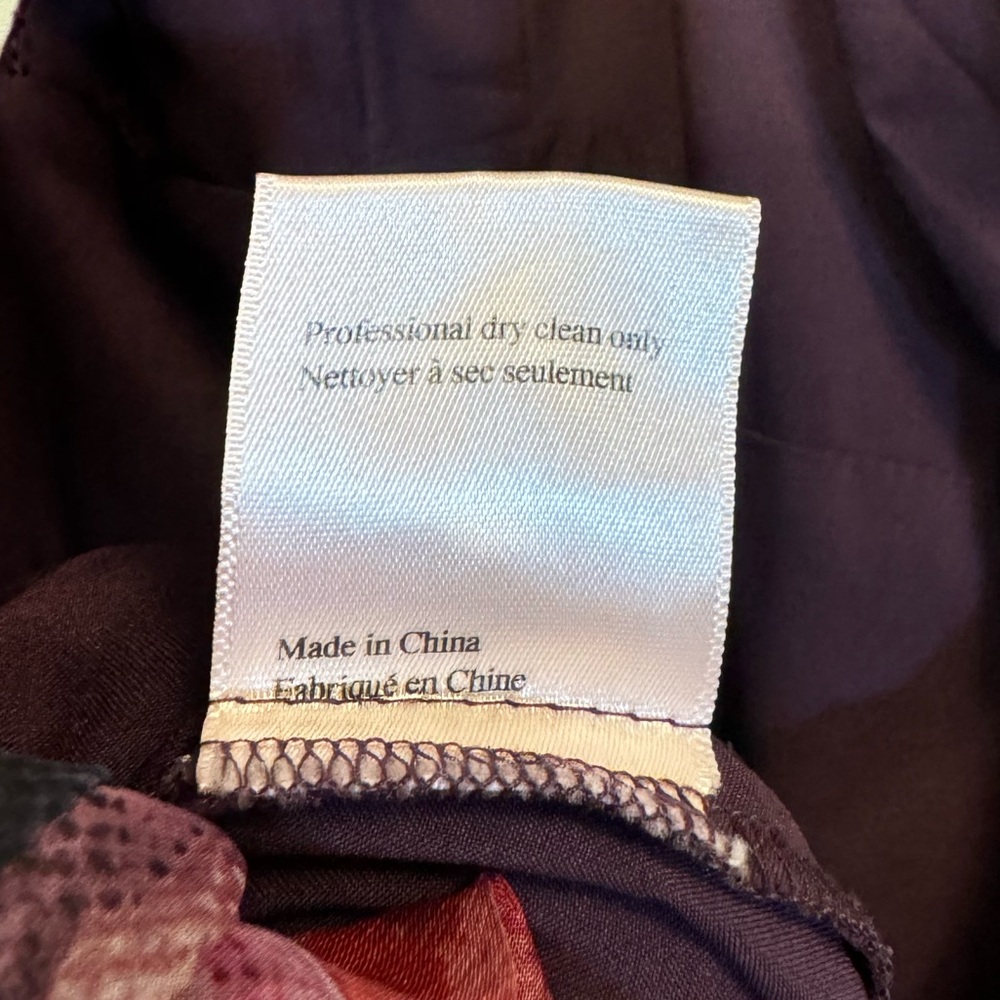 Professional dry clean only
Nettoyer à sec seulement
Made in China
Fabriqué en Chine